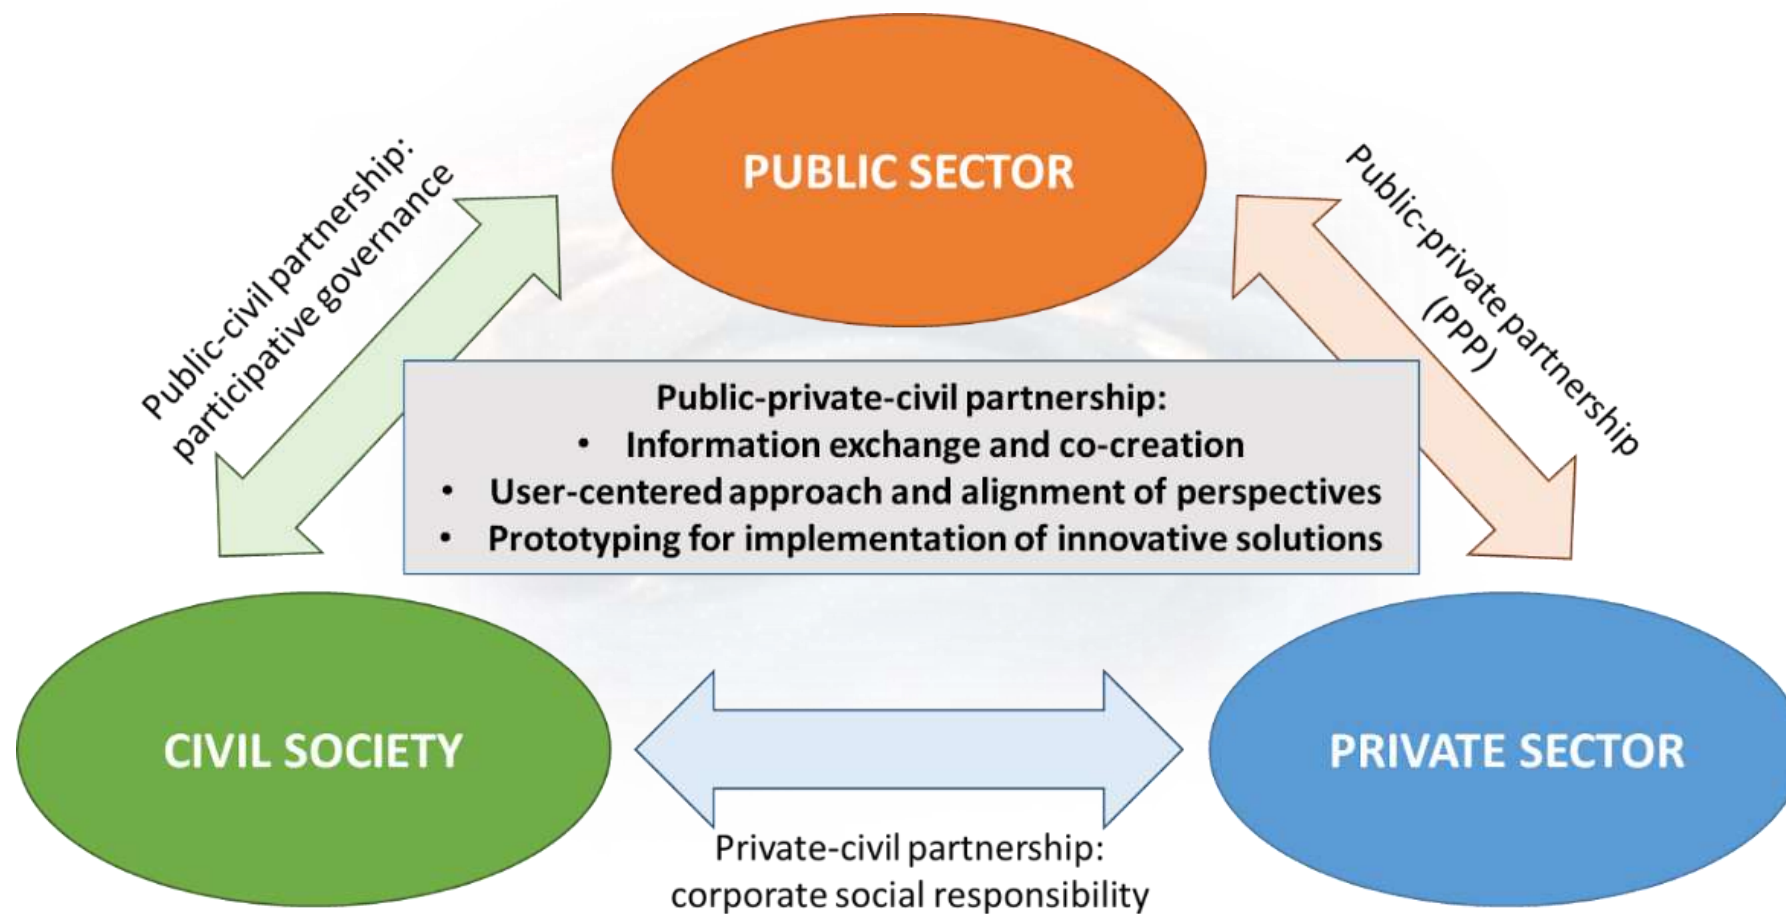 PUBLIC SECTOR
Public-civil partnership:
participative governance
Public-private partnership
(PPP)
Public-private-civil partnership:
• Information exchange and co-creation
• User-centered approach and alignment of perspectives
• Prototyping for implementation of innovative solutions
CIVIL SOCIETY
PRIVATE SECTOR
Private-civil partnership:
corporate social responsibility